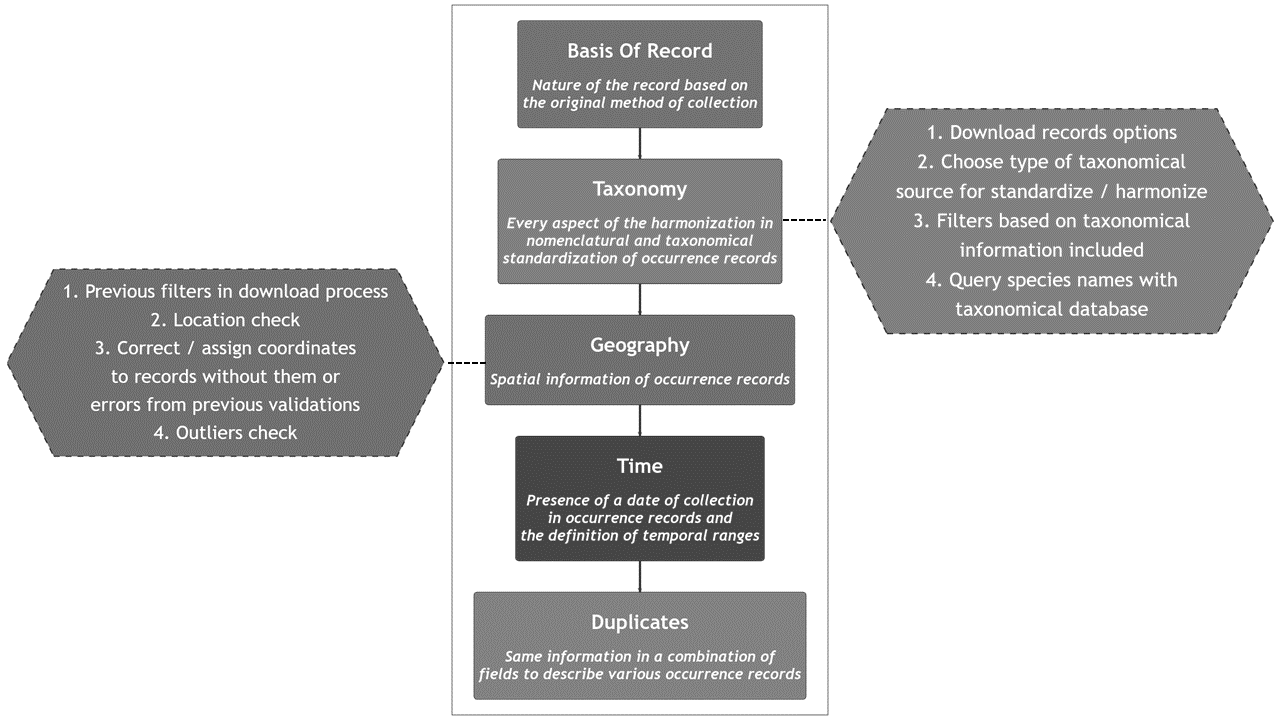 Basis Of Record
Nature of the record based on
the original method of collection
Taxonomy
Every aspect of the harmonization in
nomenclatural and taxonomical
standardization of occurrence records
1. Download records options
2. Choose type of taxonomical
source for standardize / harmonize
3. Filters based on taxonomical
information included
4. Query species names with
taxonomical database
Geography
Spatial information of occurrence records
1. Previous filters in download process
2. Location check
3. Correct / assign coordinates
to records without them or
errors from previous validations
4. Outliers check
Time
Presence of a date of collection
in occurrence records and
the definition of temporal ranges
Duplicates
Same information in a combination of
fields to describe various occurrence records